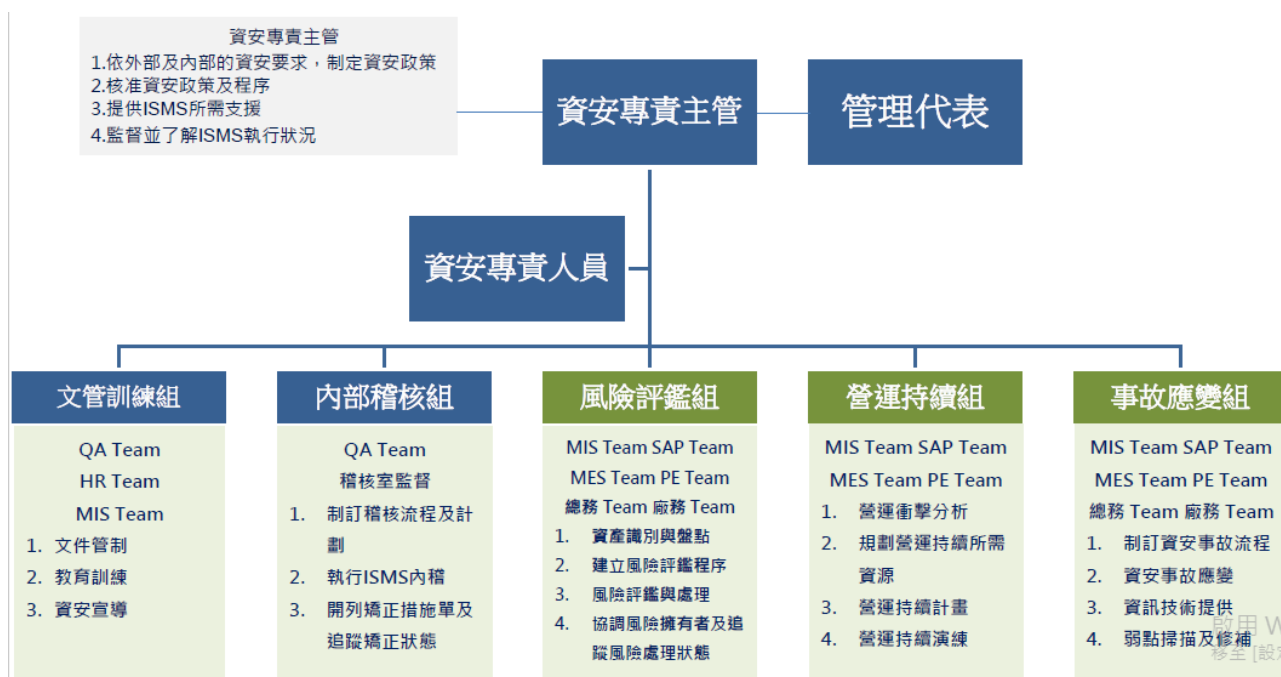 資安專責主管
1.依外部及內部的資安要求，制定資安政策
2.核准資安政策及程序
3.提供ISMS所需支援
4.監督並了解ISMS執行狀況
資安專責主管
管理代表
資安專責人員
文管訓練組
QA Team
HR Team
MIS Team
1. 文件管制
2. 教育訓練
3. 資安宣導
內部稽核組
QA Team
稽核室監督
1. 制訂稽核流程及計
劃
2. 執行ISMS內稽
3. 開列矯正措施單及
追蹤矯正狀態
風險評鑑組
MIS Team SAP Team
MES Team PE Team
總務 Team 廠務 Team
1. 資產識別與盤點
2. 建立風險評鑑程序
3. 風險評鑑與處理
4. 協調風險擁有者及追
蹤風險處理狀態
營運持續組
MIS Team SAP Team
MES Team PE Team
1. 營運衝擊分析
2. 規劃營運持續所需
資源
3. 營運持續計畫
4. 營運持續演練
事故應變組
MIS Team SAP Team
MES Team PE Team
總務 Team 廠務 Team
1. 制訂資安事故流程
2. 資安事故應變
3. 資訊技術提供
4. 弱點掃描及修補
啟用 W
移至 [設定